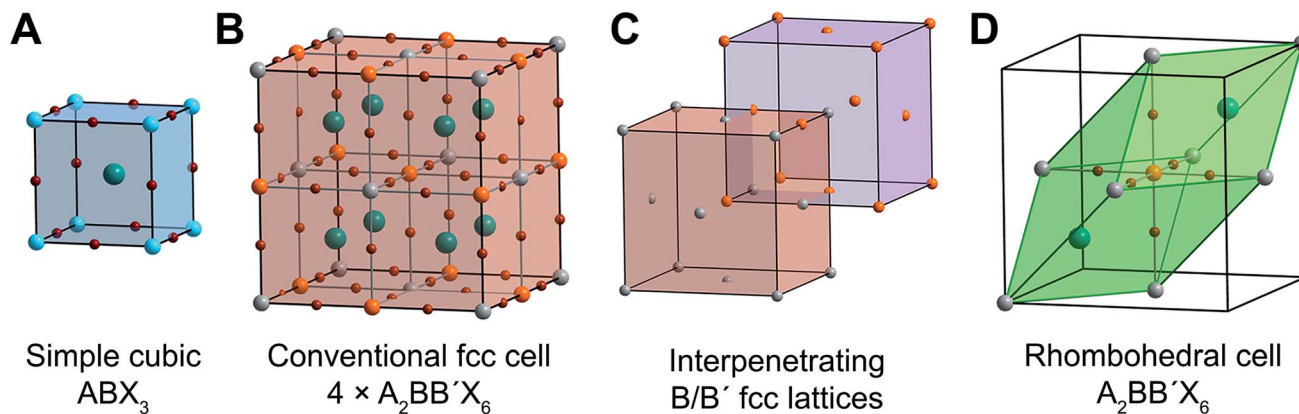 A
B
C
D
Simple cubic
ABX₃
Conventional fcc cell
4 × A₂BB´X₆
Interpenetrating
B/B´ fcc lattices
Rhombohedral cell
A₂BB´X₆